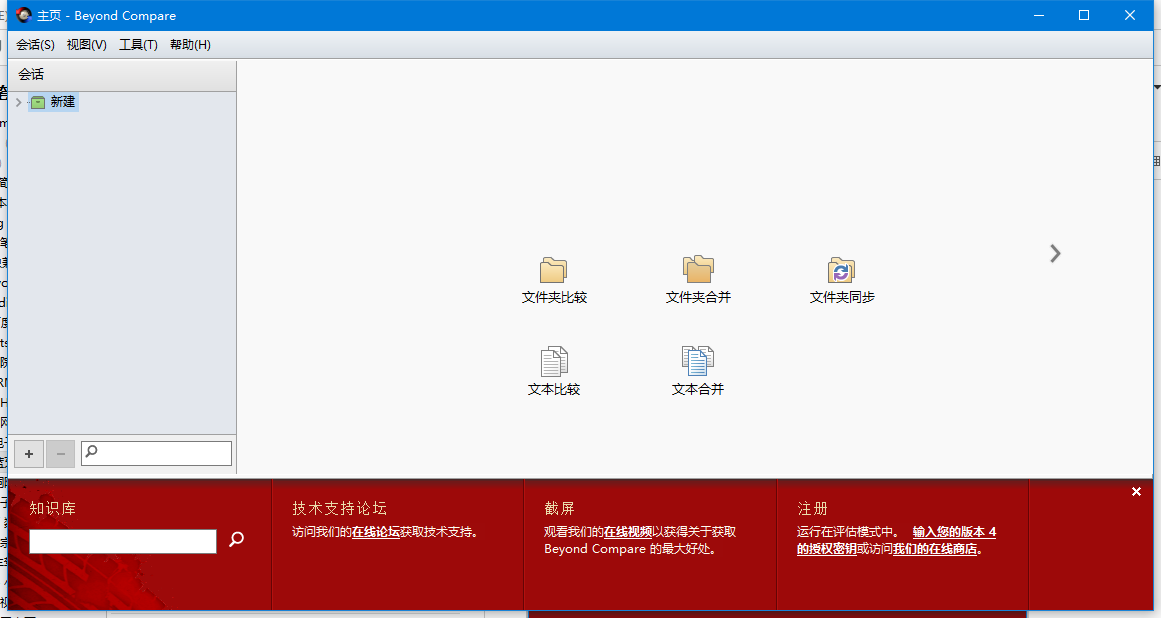 主页 - Beyond Compare
会话(S) 视图(V) 工具(T) 帮助(H)
会话
新建
文件夹比较 文件夹合并 文件夹同步
文本比较 文本合并
知识库
技术支持论坛
访问我们的在线论坛获取技术支持。
截屏
观看我们的在线视频以获得关于获取
Beyond Compare 的最大好处。
注册
运行在评估模式中。 输入您的版本 4
的授权密钥或访问我们的在线商店。